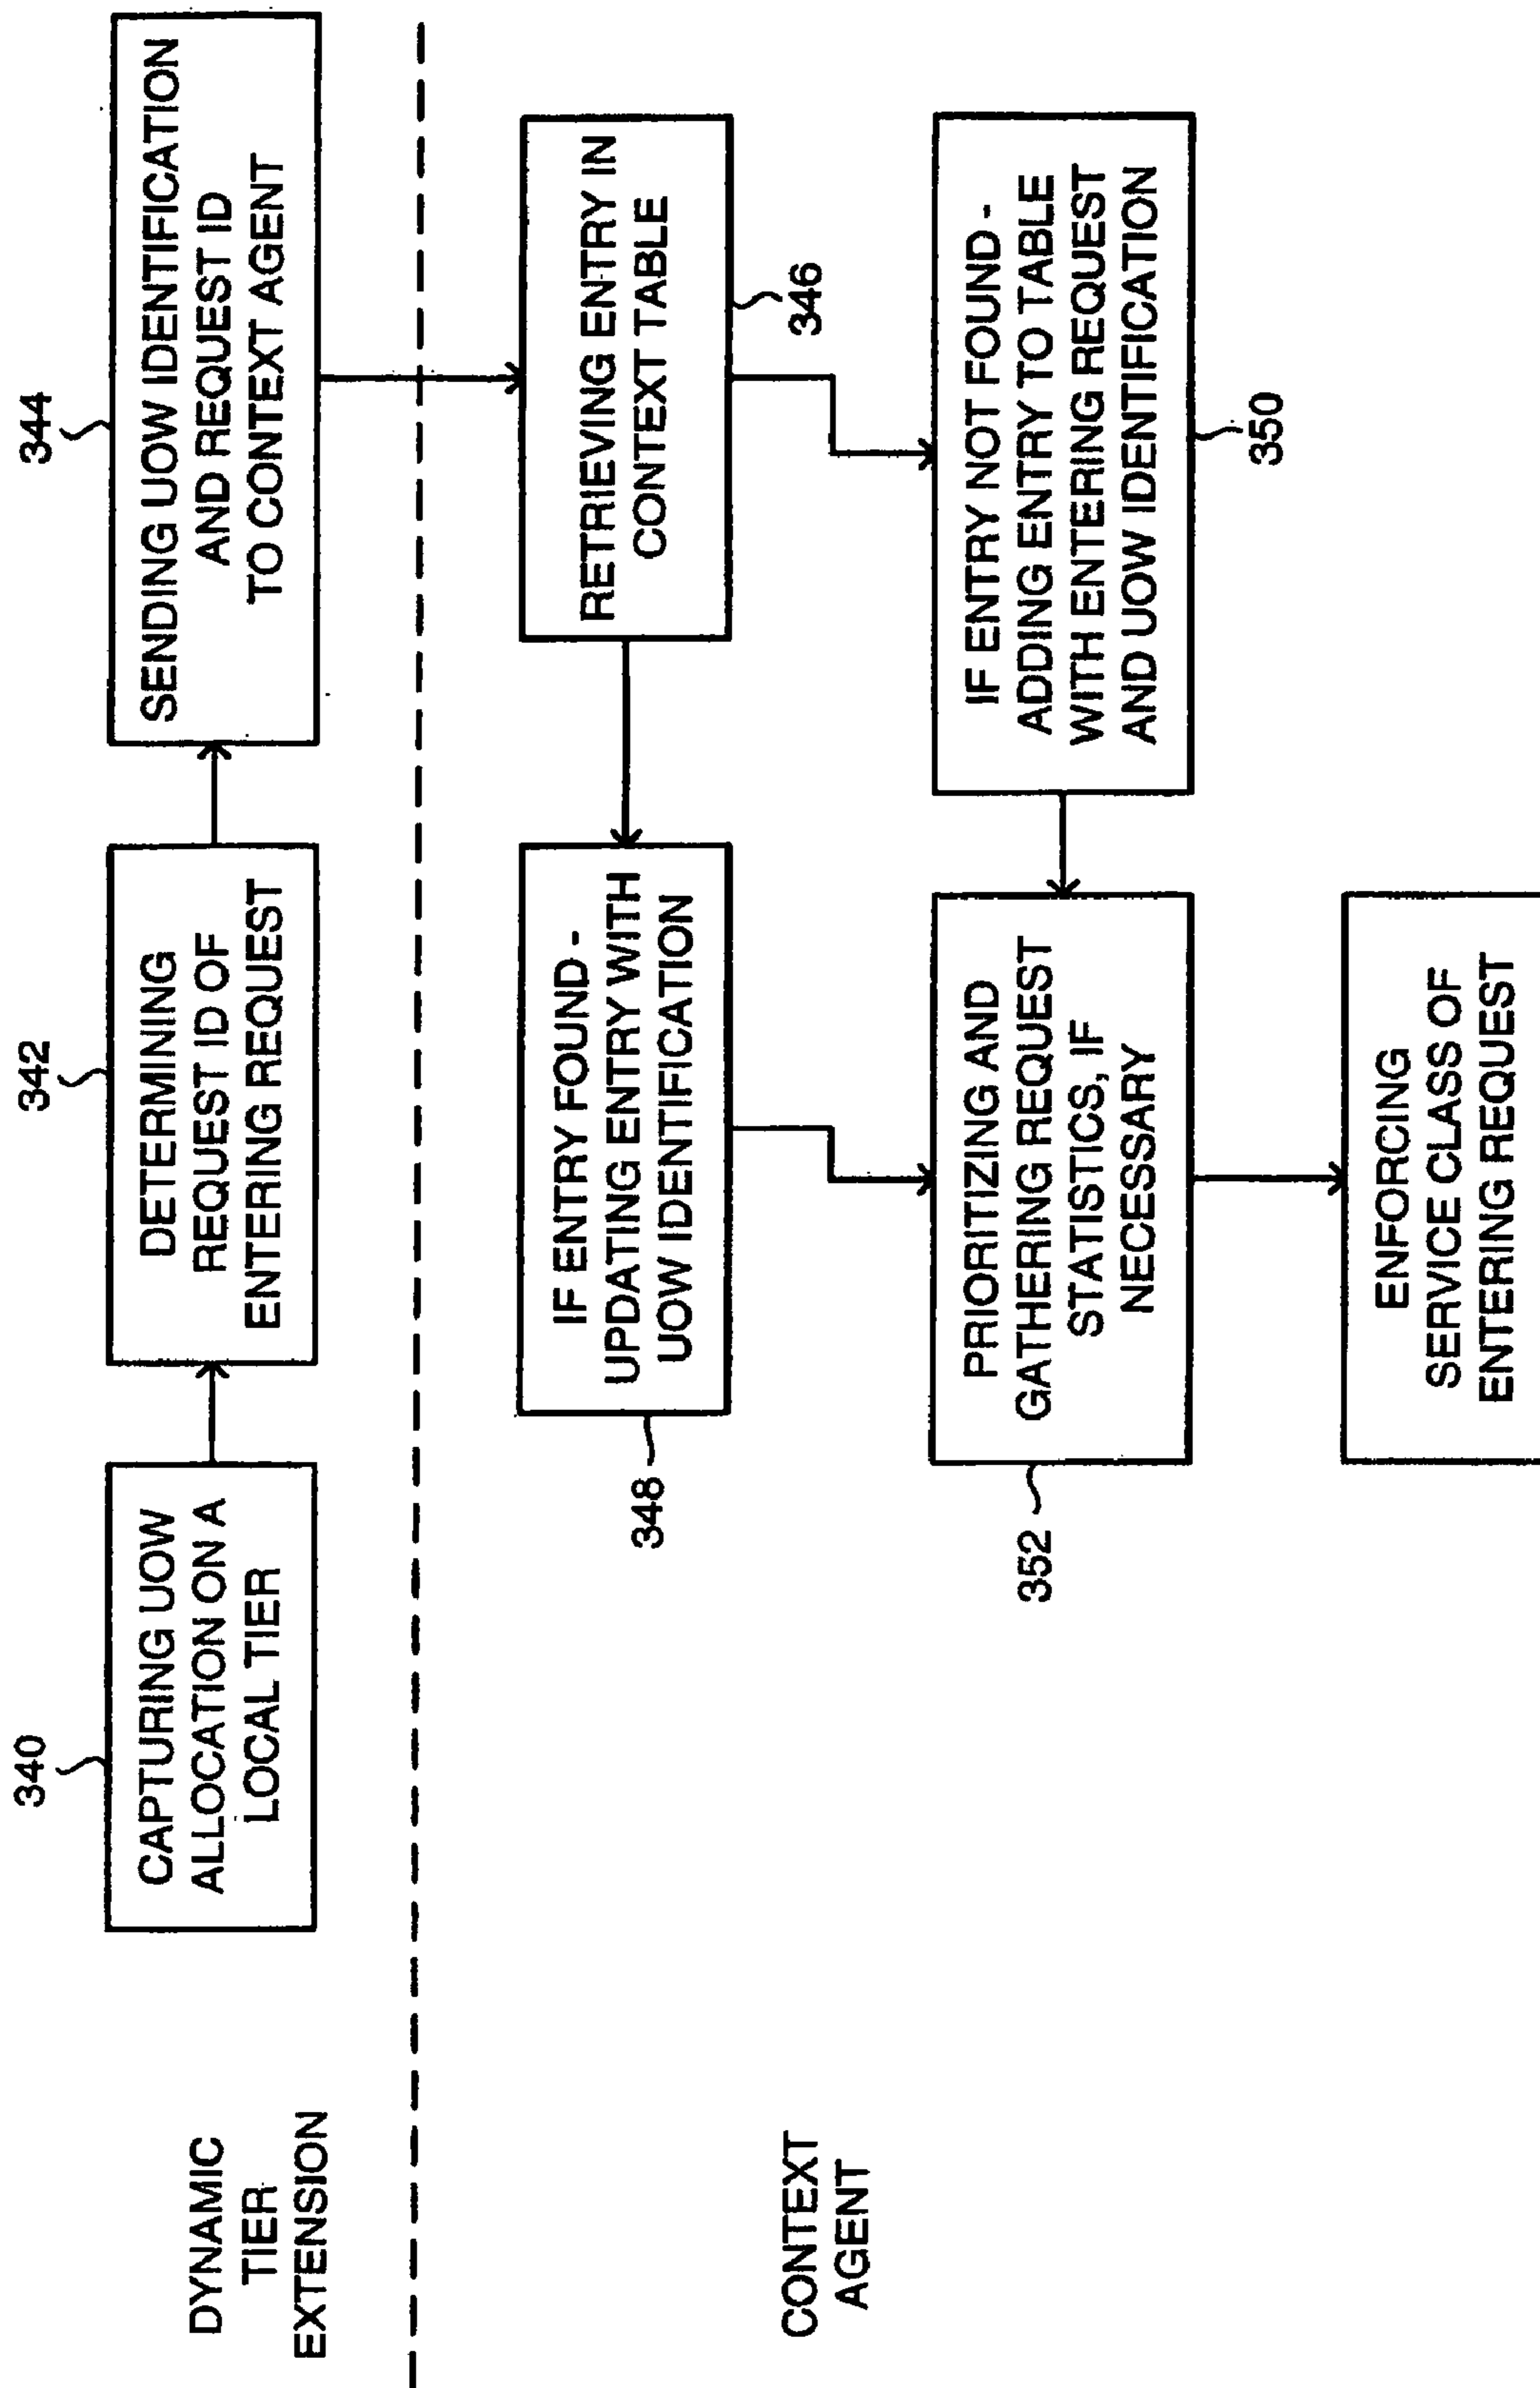 340
CAPTURING UOW
ALLOCATION ON A
LOCAL TIER
342
DETERMINING
REQUEST ID OF
ENTERING REQUEST
344
SENDING UOW IDENTIFICATION
AND REQUEST ID
TO CONTEXT AGENT
DYNAMIC
TIER
EXTENSION
CONTEXT
AGENT
RETRIEVING ENTRY IN
CONTEXT TABLE
346
IF ENTRY FOUND -
UPDATING ENTRY WITH
UOW IDENTIFICATION
348
IF ENTRY NOT FOUND -
ADDING ENTRY TO TABLE
WITH ENTERING REQUEST
AND UOW IDENTIFICATION
350
PRIORITIZING AND
GATHERING REQUEST
STATISTICS, IF
NECESSARY
352
ENFORCING
SERVICE CLASS OF
ENTERING REQUEST